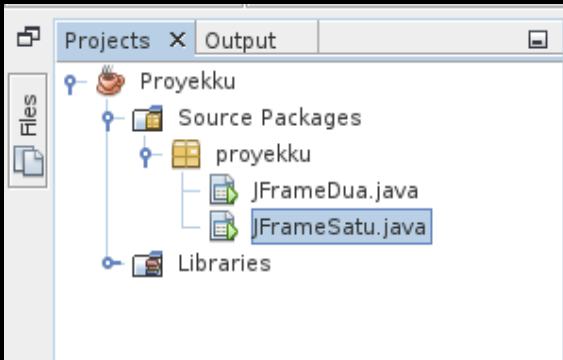 Projects X Output
Files
Proyekku
Source Packages
proyekku
JFrameDua.java
JFrameSatu.java
Libraries